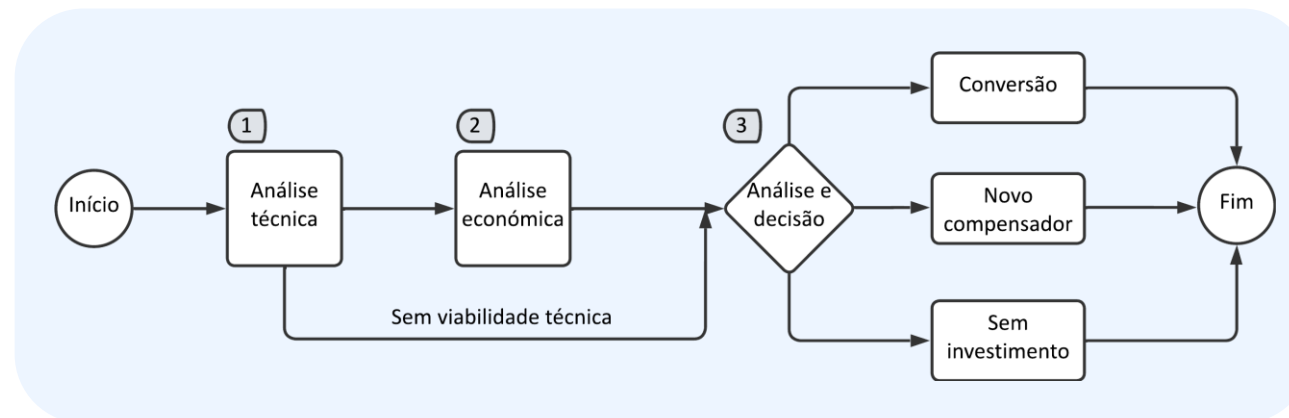 Início
1
Análise
técnica
2
Análise
económica
Sem viabilidade técnica
3
Análise e
decisão
Conversão
Novo
compensador
Sem
investimento
Fim